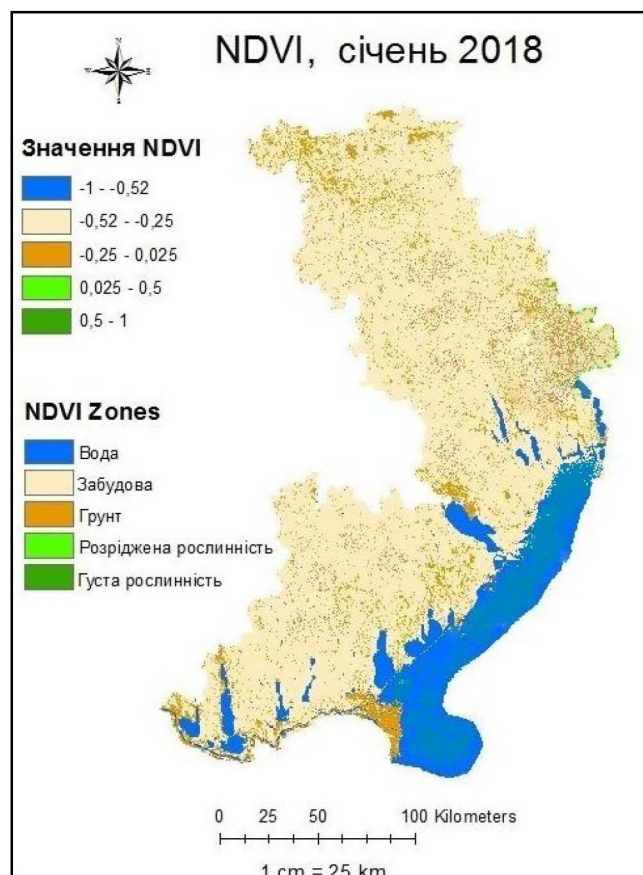 NDVI, січень 2018
N
W
E
S
Значення NDVI
-1 - -0,52
-0,52 - -0,25
-0,25 - 0,025
0,025 - 0,5
0,5 - 1
NDVI Zones
Вода
Забудова
Грунт
Розріджена рослинність
Густа рослинність
0 25 50 100 Kilometers
1 cm = 25 km